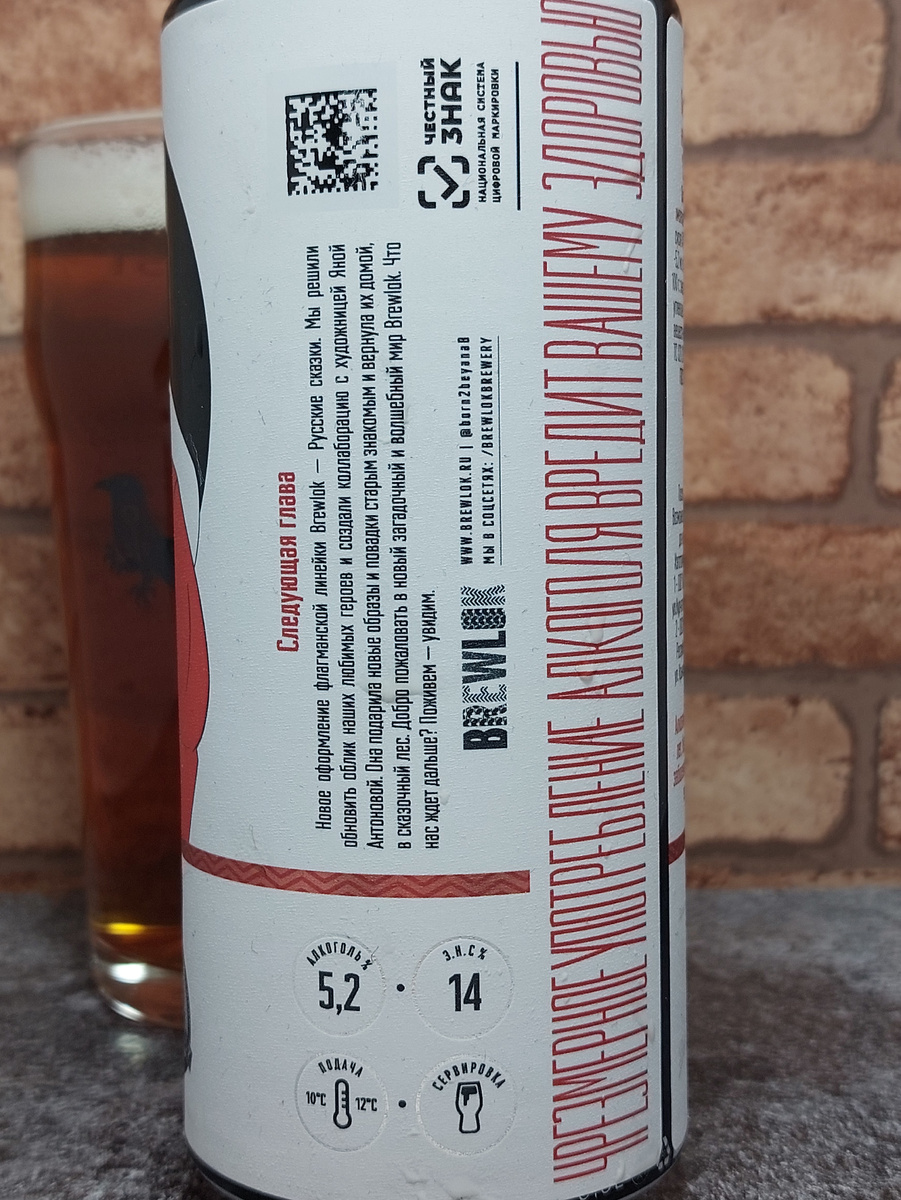 Следующая глава
Новое оформление флагманской линейки Brewlok — Русские сказки. Мы решили
обновить облик наших любимых героев и создали коллаборацию с художницей Яной
Антоновой. Она подарила новые образы и повадки старым знакомым и вернула их домой,
в сказочный лес. Добро пожаловать в новый загадочный и волшебный мир Brewlok. Что
нас ждет дальше? Поживем — увидим.
BREWLOK
WWW.BREWLOK.RU | @born2beyanaB
МЫ В СОЦСЕТЯХ: /BREWLOKBREWERY
ЧЕСТНЫЙ
ЗНАК
НАЦИОНАЛЬНАЯ СИСТЕМА
ЦИФРОВОЙ МАРКИРОВКИ
ЧРЕЗМЕРНОЕ УПОТРЕБЛЕНИЕ АЛКОГОЛЯ ВРЕДИТ ВАШЕМУ ЗДОРОВЬЮ
АЛКОГОЛЬ %
5,2
Э.Н.С %
14
ПОДАЧА
10°C 12°C
СЕРВИРОВКА